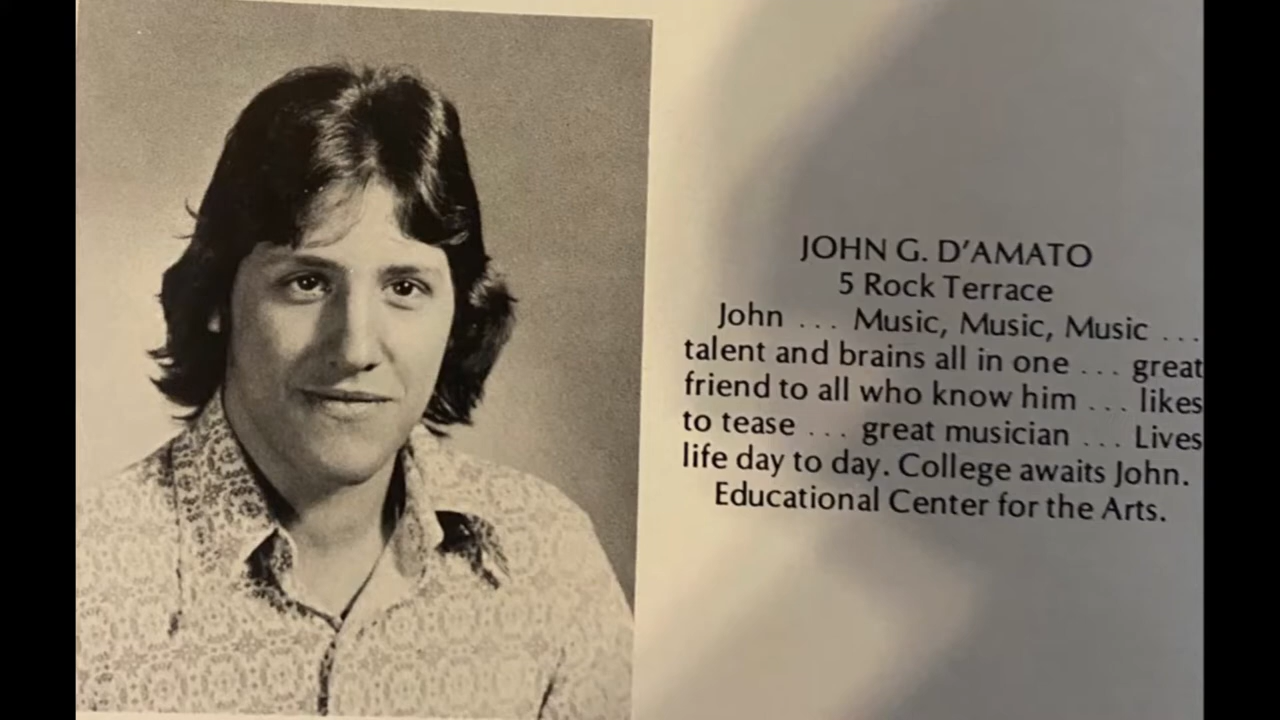 JOHN G. D'AMATO
5 Rock Terrace
John ... Music, Music, Music ...
talent and brains all in one ... great
friend to all who know him ... likes
to tease ... great musician ... Lives
life day to day. College awaits John.
Educational Center for the Arts.